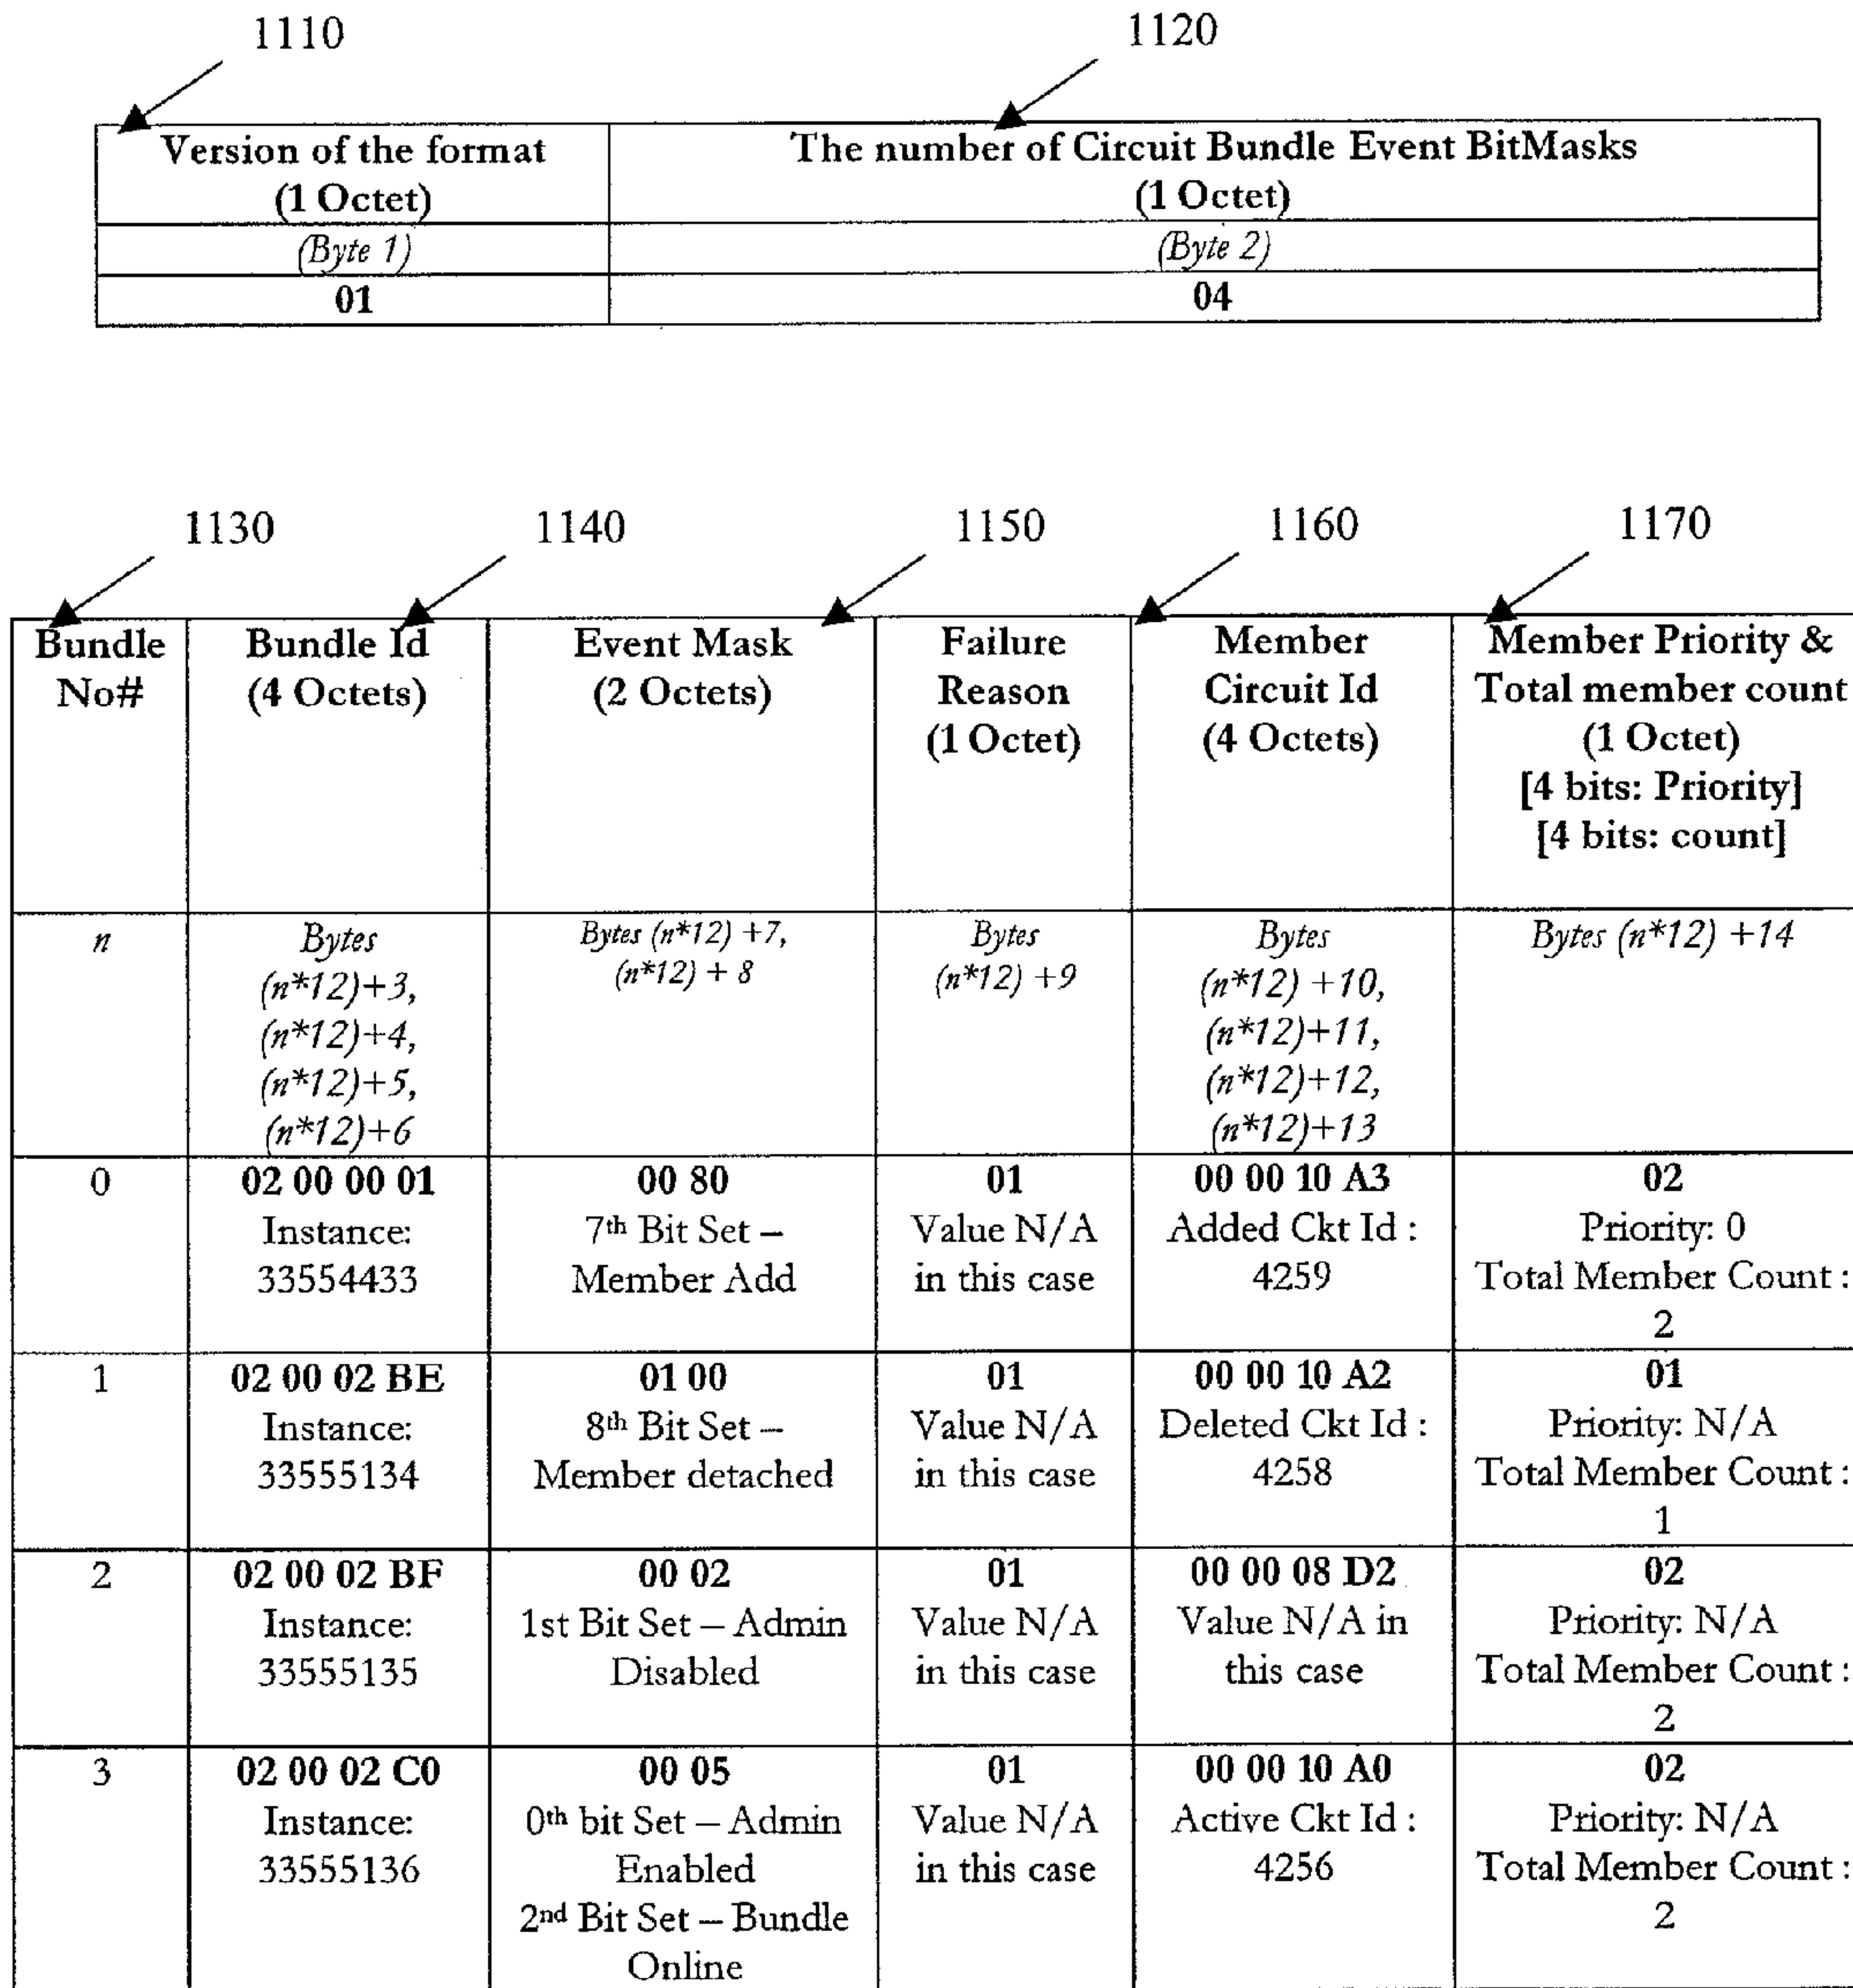 1110
1120
Version of the format
(1 Octet)
The number of Circuit Bundle Event BitMasks
(1 Octet)
(Byte 1)
(Byte 2)
01
04
1130
1140
1150
1160
1170
Bundle
No#
Bundle Id
(4 Octets)
Event Mask
(2 Octets)
Failure
Reason
(1 Octet)
Member
Circuit Id
(4 Octets)
Member Priority &
Total member count
(1 Octet)
[4 bits: Priority]
[4 bits: count]
n
Bytes
(n*12)+3,
(n*12)+4,
(n*12)+5,
(n*12)+6
Bytes (n*12) +7,
(n*12) + 8
Bytes
(n*12) +9
Bytes
(n*12) +10,
(n*12)+11,
(n*12)+12,
(n*12)+13
Bytes (n*12) +14
0
02 00 00 01
Instance:
33554433
00 80
7th Bit Set –
Member Add
01
Value N/A
in this case
00 00 10 A3
Added Ckt Id :
4259
02
Priority: 0
Total Member Count :
2
1
02 00 02 BE
Instance:
33555134
01 00
8th Bit Set –
Member detached
01
Value N/A
in this case
00 00 10 A2
Deleted Ckt Id :
4258
01
Priority: N/A
Total Member Count :
1
2
02 00 02 BF
Instance:
33555135
00 02
1st Bit Set – Admin
Disabled
01
Value N/A
in this case
00 00 08 D2
Value N/A in
this case
02
Priority: N/A
Total Member Count :
2
3
02 00 02 C0
Instance:
33555136
00 05
0th bit Set – Admin
Enabled
2nd Bit Set – Bundle
Online
01
Value N/A
in this case
00 00 10 A0
Active Ckt Id :
4256
02
Priority: N/A
Total Member Count :
2